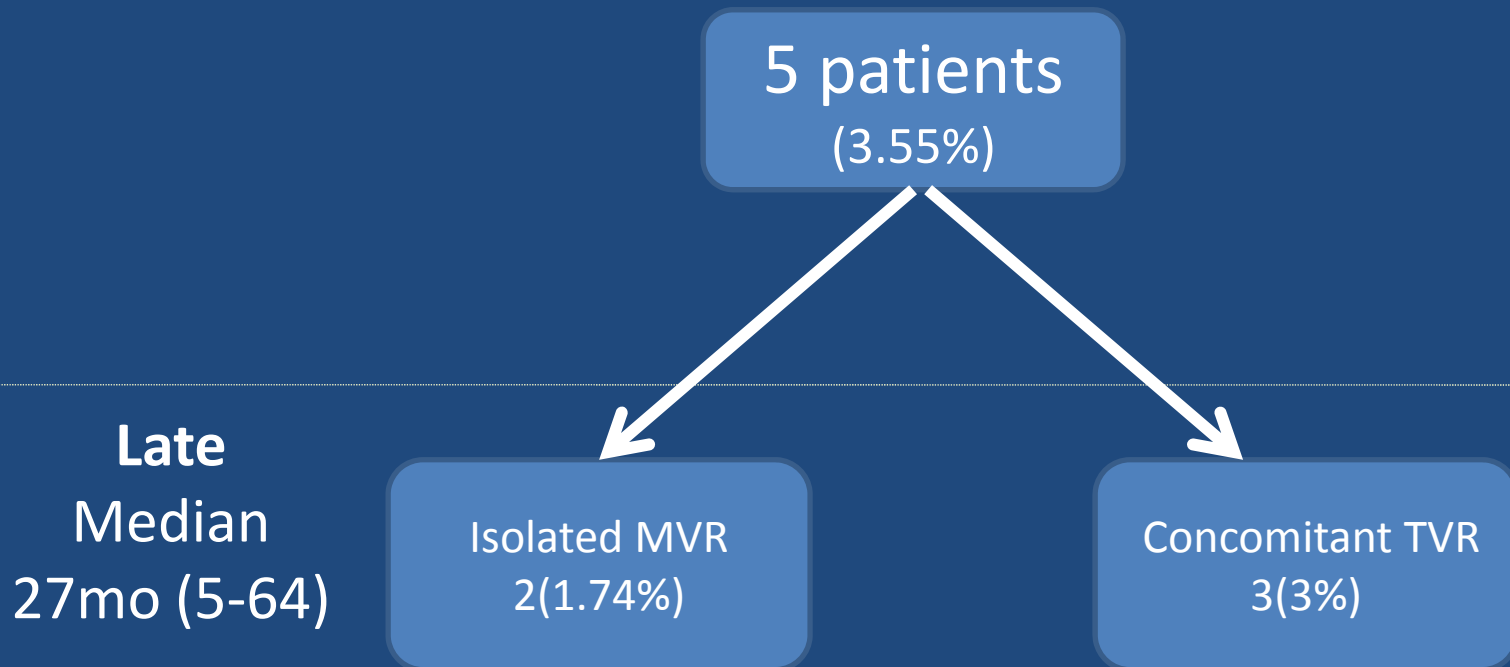 5 patients
(3.55%)
Late
Median
27mo (5-64)
Isolated MVR
2(1.74%)
Concomitant TVR
3(3%)